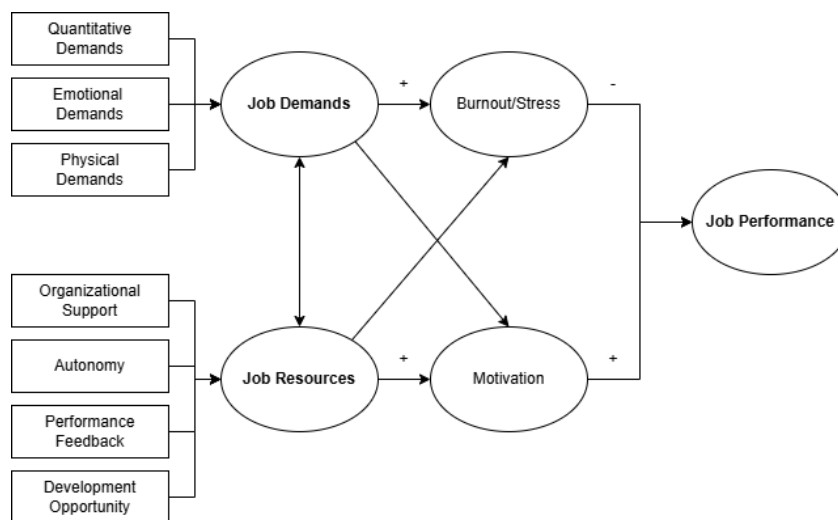 Quantitative
Demands
Emotional
Demands
Physical
Demands
Job Demands
+
Burnout/Stress
-
Job Performance
Organizational
Support
Autonomy
Performance
Feedback
Development
Opportunity
Job Resources
+
Motivation
+